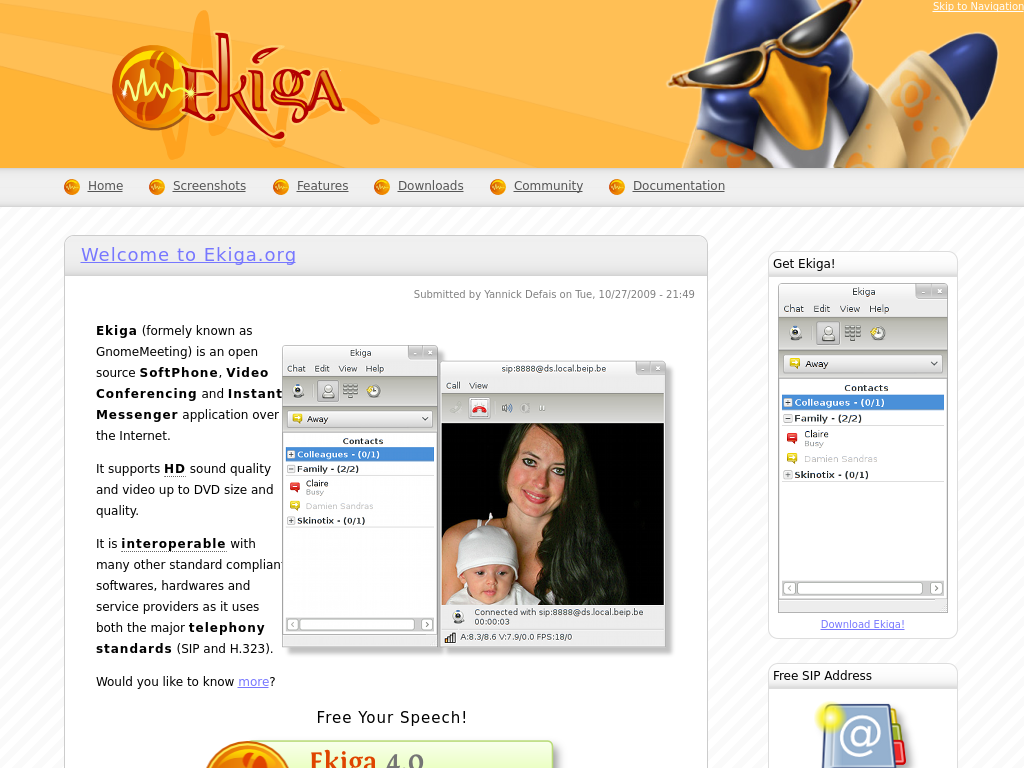 Skip to Navigation
Ekiga
Home
Screenshots
Features
Downloads
Community
Documentation
Welcome to Ekiga.org
Submitted by Yannick Defais on Tue, 10/27/2009 - 21:49
Ekiga (formely known as
GnomeMeeting) is an open
source SoftPhone, Video
Conferencing and Instant
Messenger application over
the Internet.
It supports HD sound quality
and video up to DVD size and
quality.
It is interoperable with
many other standard compliant
softwares, hardwares and
service providers as it uses
both the major telephony
standards (SIP and H.323).
Would you like to know more?
Ekiga
Chat Edit View Help
Away
Contacts
Colleagues - (0/1)
Family - (2/2)
Claire
Busy
Damien Sandras
Skinotix - (0/1)
sip:8888@ds.local.beip.be
Call View
Connected with sip:8888@ds.local.beip.be
00:00:03
A:8.3/8.6 V:7.9/0.0 FPS:18/0
Free Your Speech!
Ekiga 4.0
Get Ekiga!
Ekiga
Chat Edit View Help
Away
Contacts
Colleagues - (0/1)
Family - (2/2)
Claire
Busy
Damien Sandras
Skinotix - (0/1)
Download Ekiga!
Free SIP Address
@